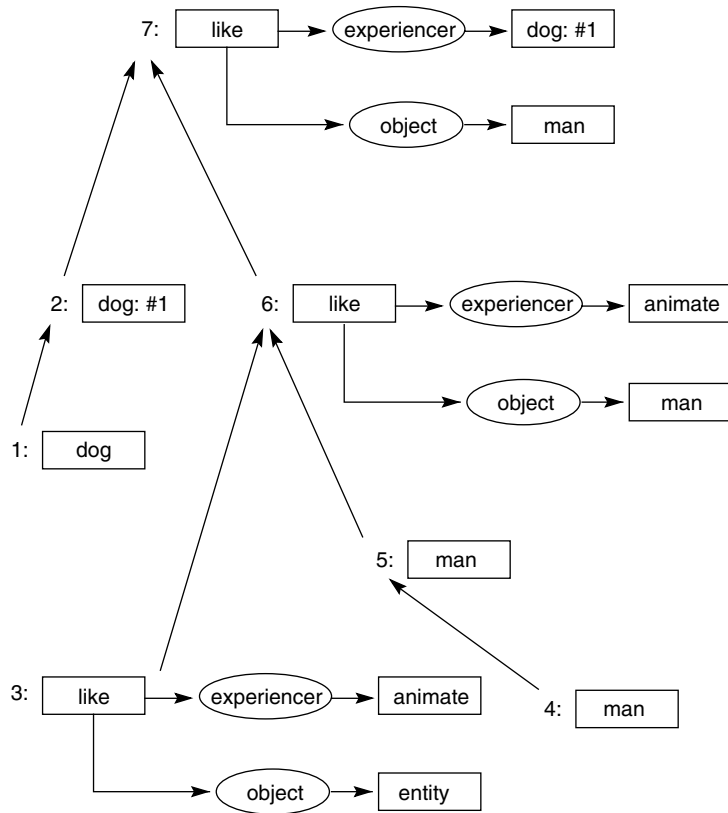 7: like experiencer dog: #1
object man
2: dog: #1 6: like experiencer animate
object man
1: dog
5: man
3: like experiencer animate
4: man
object entity